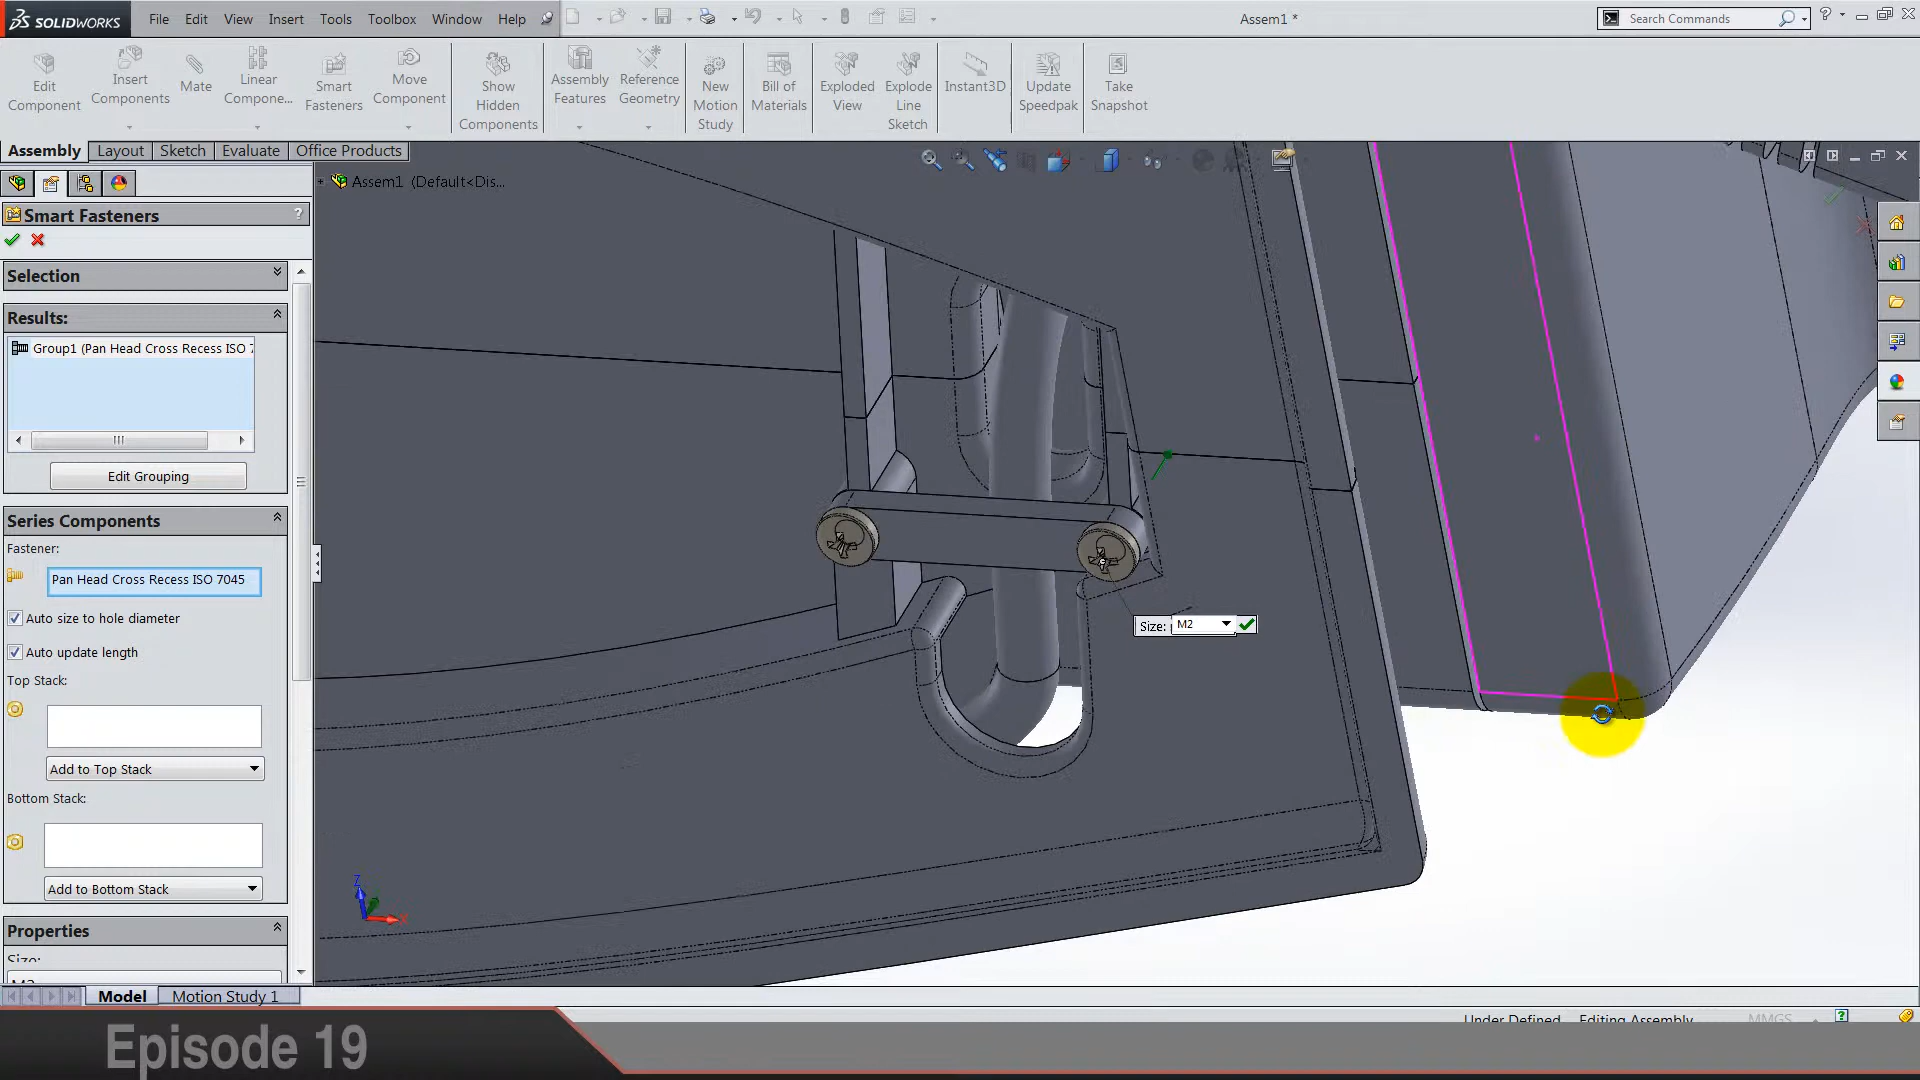 SOLIDWORKS
File Edit View Insert Tools Toolbox Window Help
Assem1 *
Search Commands
Edit Component
Insert Components
Mate
Linear Compone...
Smart Fasteners
Move Component
Show Hidden Components
Assembly Features
Reference Geometry
New Motion Study
Bill of Materials
Exploded View
Explode Line Sketch
Instant3D
Update Speedpak
Take Snapshot
Assembly Layout Sketch Evaluate Office Products
Assem1 (Default<Dis...
Smart Fasteners
?
Selection
Results:
Group1 (Pan Head Cross Recess ISO 7
Edit Grouping
Series Components
Fastener:
Pan Head Cross Recess ISO 7045
Auto size to hole diameter
Auto update length
Top Stack:
Add to Top Stack
Bottom Stack:
Add to Bottom Stack
Properties
Size:
M2
Size: M2
Z
X
Model Motion Study 1
Under Defined Editing Assembly MMGS
Episode 19